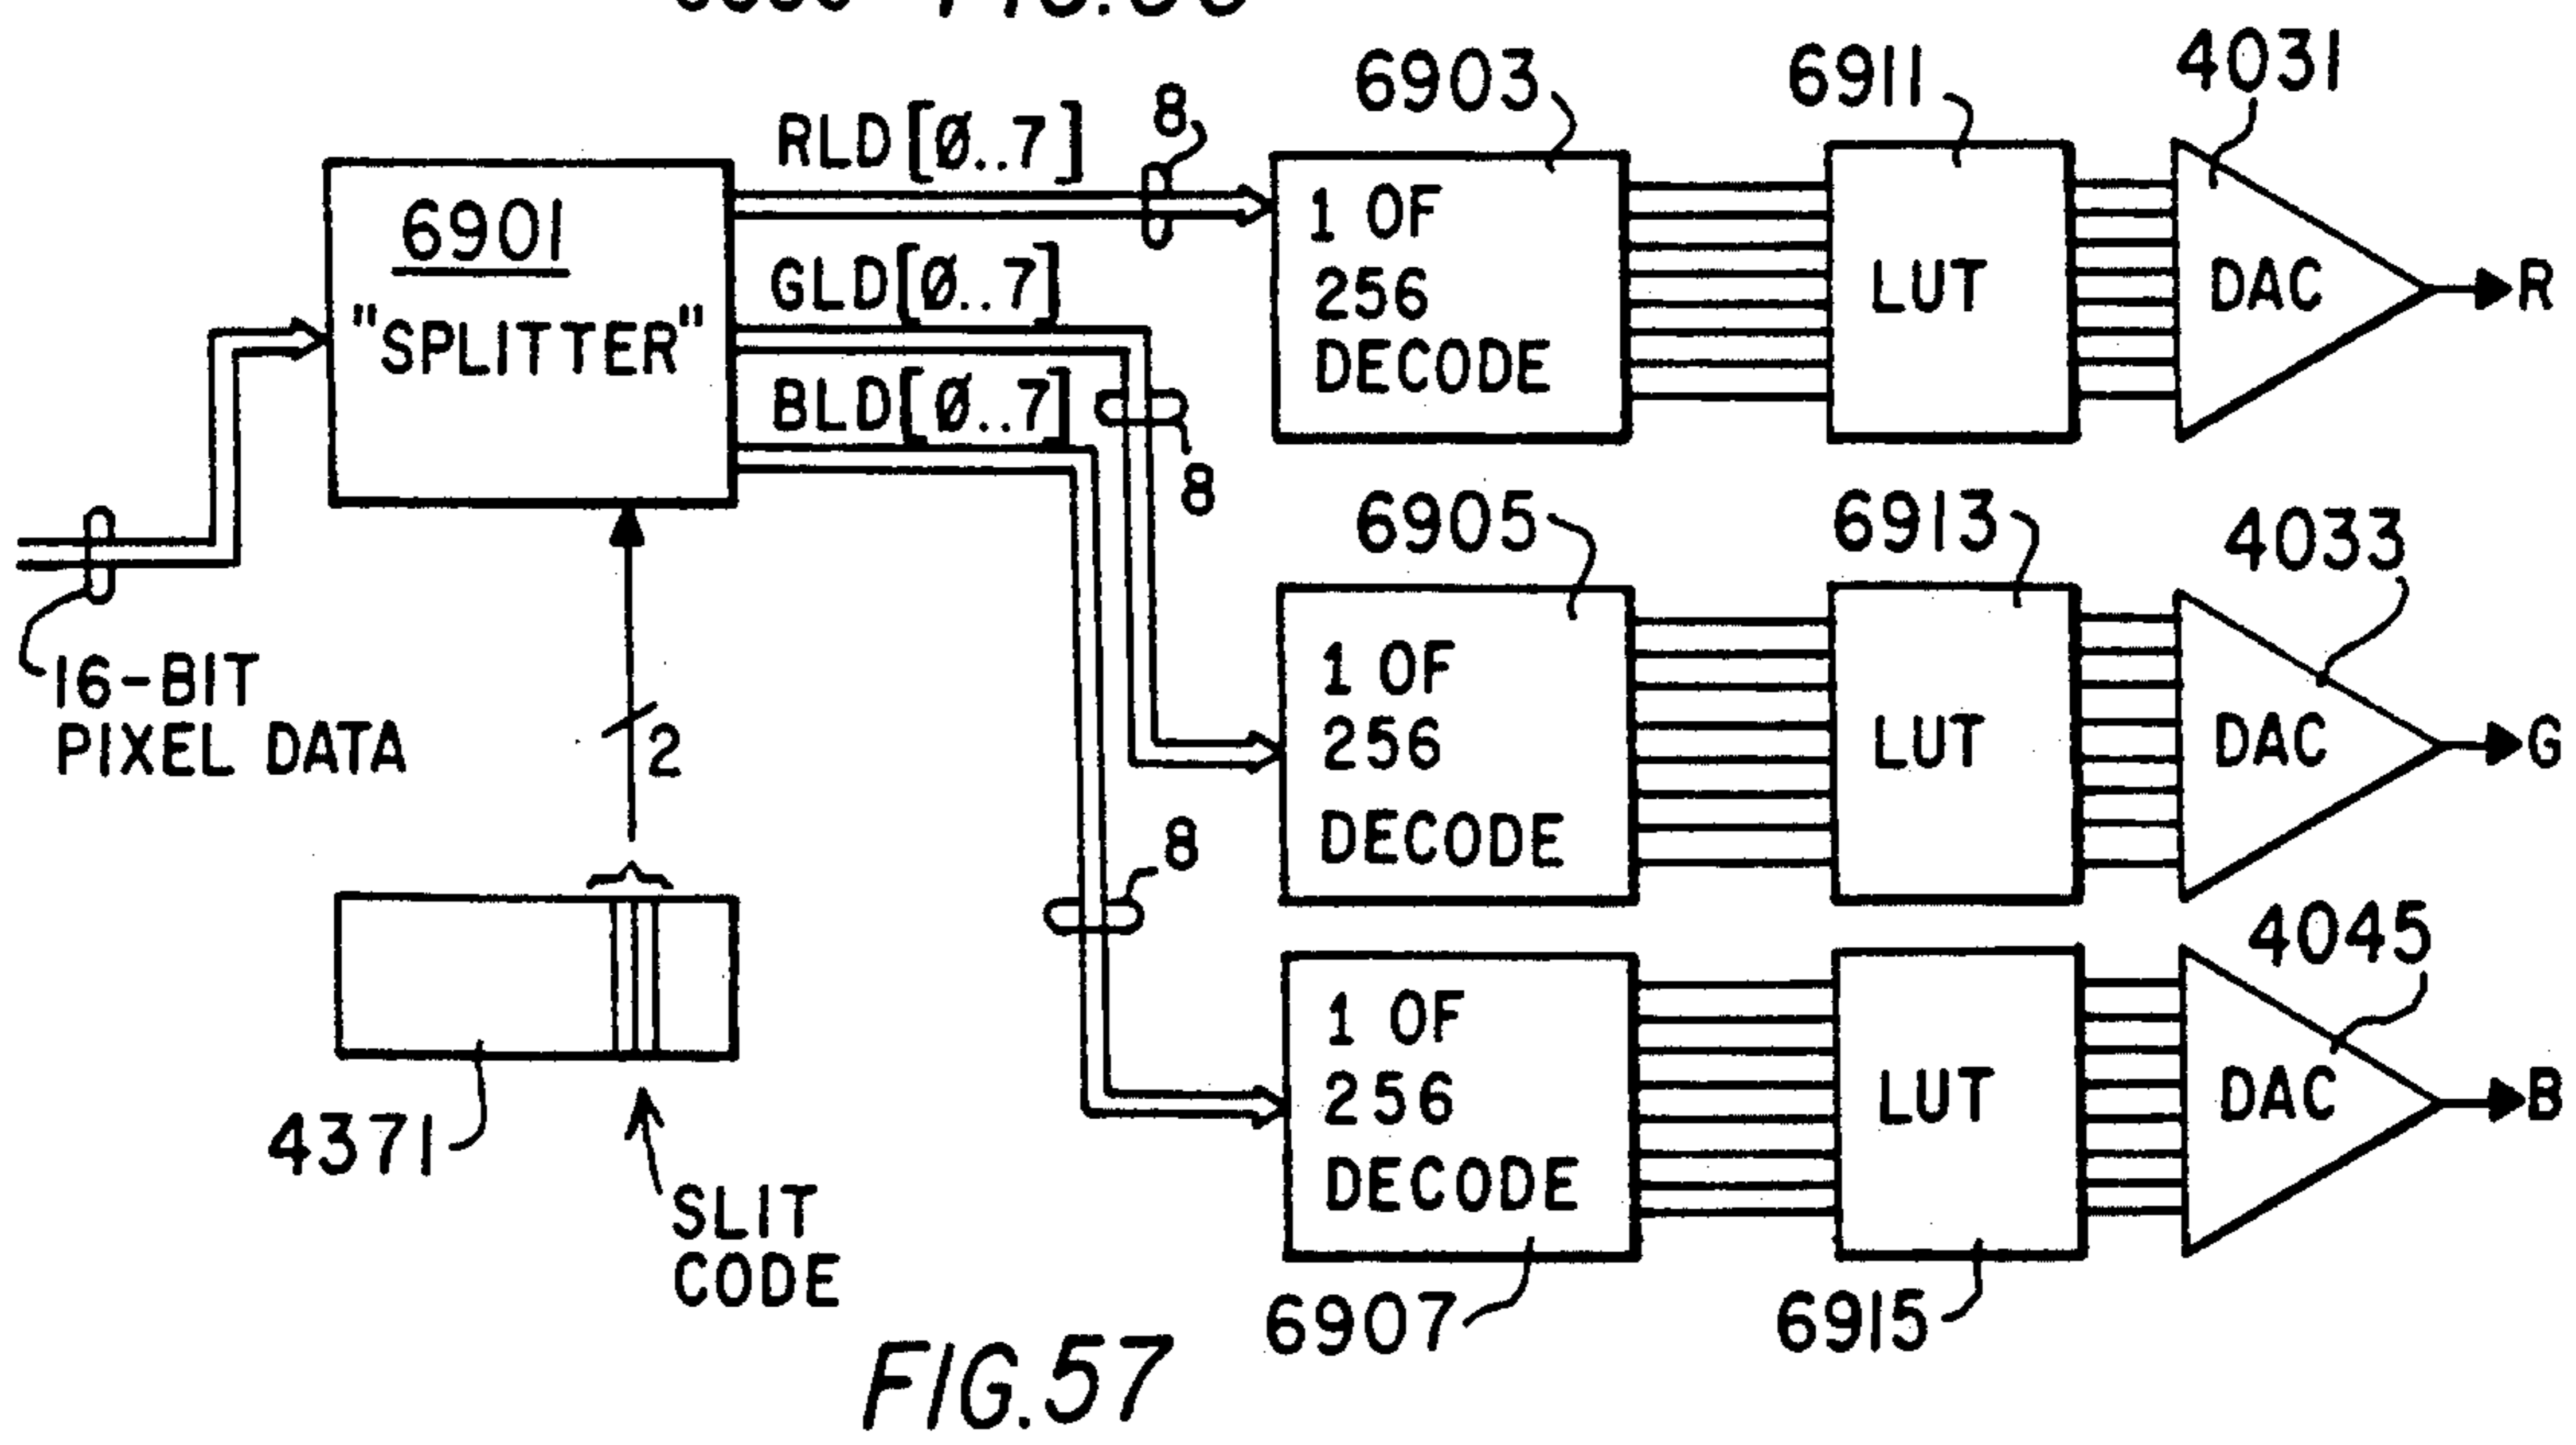 6903
6911
4031
RLD[Ø..7]
8
6901
"SPLITTER"
GLD[Ø..7]
BLD[Ø..7]
8
1 OF
256
DECODE
LUT
DAC
R
16-BIT
PIXEL DATA
2
6905
6913
4033
1 OF
256
DECODE
LUT
DAC
G
8
4371
SLIT
CODE
4045
1 OF
256
DECODE
LUT
DAC
B
6907
6915
FIG.57